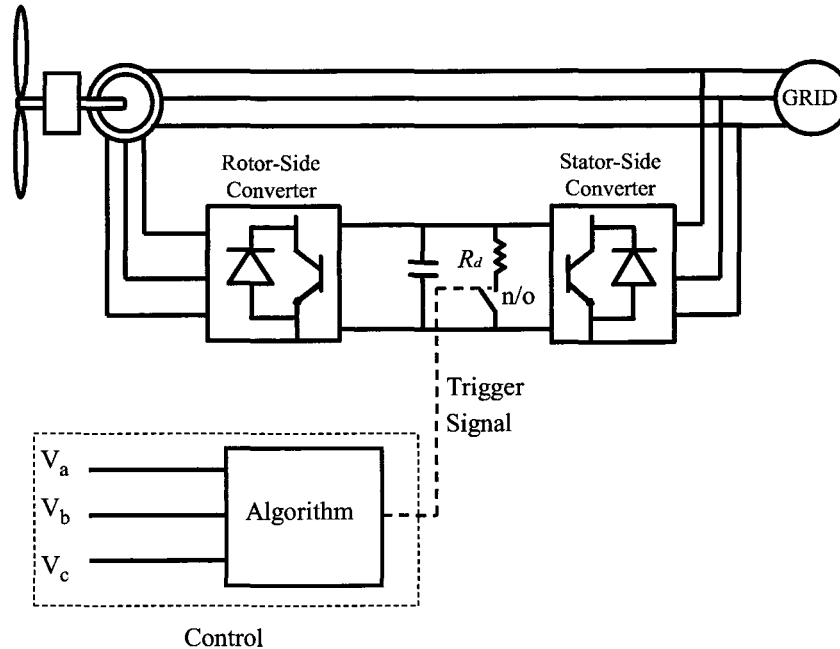 GRID
Rotor-Side
Converter
Stator-Side
Converter
Rd
n/o
Trigger
Signal
Va
Vb
Vc
Algorithm
Control